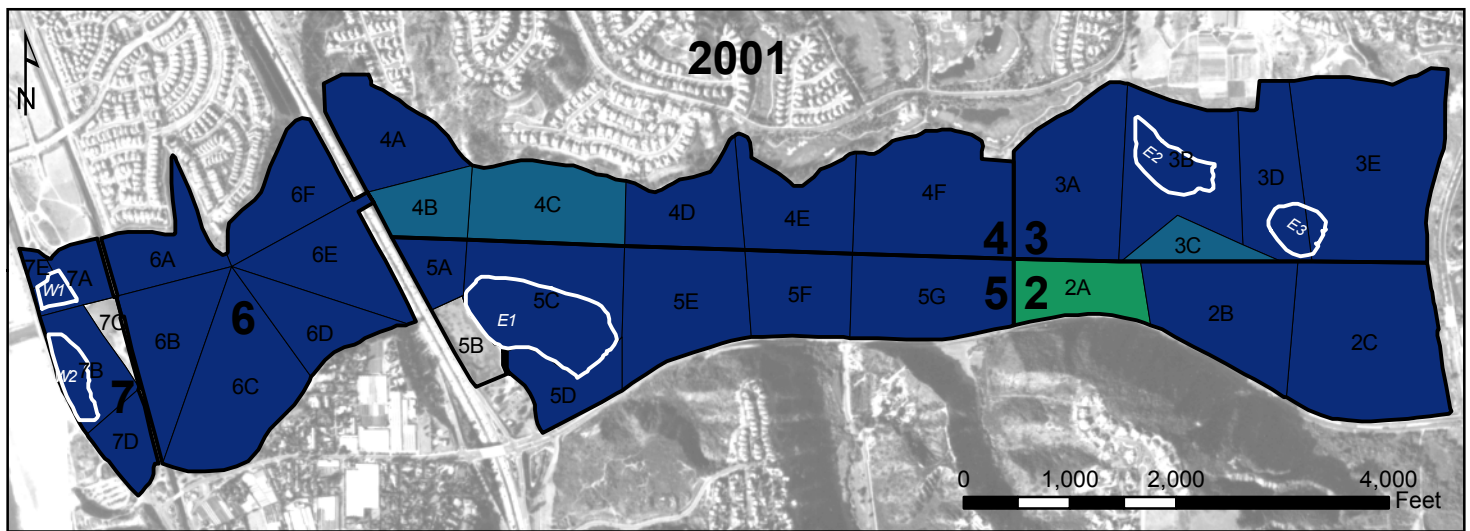 2001
N
4A
6F
4B
4C
4D
4E
4F
3A
E2
3B
3D
3E
E3
3C
4
3
6A
6E
7E
7A
W1
5A
5C
5E
5F
5G
5
2
2A
2B
2C
7C
6B
6
6D
E1
5B
W2
7B
7
6C
5D
7D
0
1,000
2,000
4,000
Feet